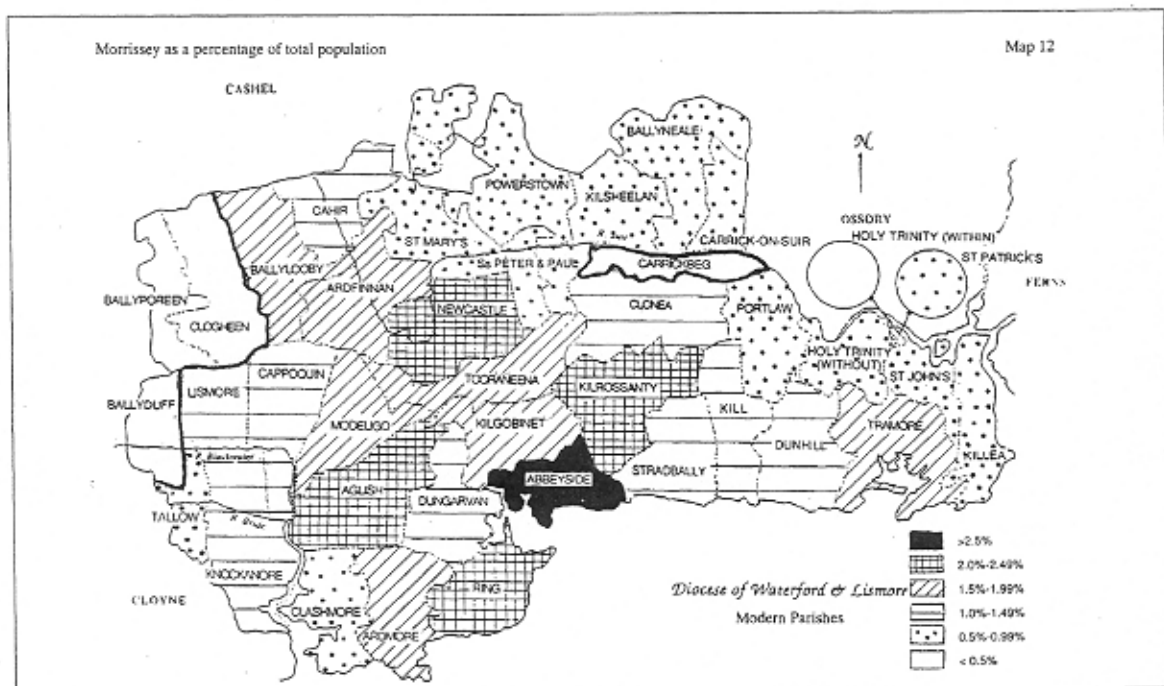 Morrissey as a percentage of total population
Map 12
CASHEL
BALLYNEALE
N
POWERSTOWN
KILSHEELAN
CAHIR
OSSORY
HOLY TRINITY (WITHIN)
ST MARY'S
R. Suir
CARRICK-ON-SUIR
ST PATRICK'S
Ss PETER & PAUL
CARRICKBEG
BALLYLOOBY
ARDFINNAN
FERNS
BALLYPOREEN
NEWCASTLE
CLONEA
PORTLAW
CLOGHEEN
HOLY TRINITY
(WITHOUT)
CAPPOQUIN
TOORANEENA
ST JOHN'S
LISMORE
KILROSSANTY
BALLYDUFF
KILL
MODELIGO
KILGOBINET
TRAMORE
DUNHILL
R. Blackwater
KILLEA
STRADBALLY
ABBEYSIDE
AGLISH
DUNGARVAN
TALLOW
R. Bride
>2.5%
2.0%-2.49%
KNOCKANORE
RING
Diocese of Waterford & Lismore
1.5%-1.99%
CLOYNE
CLASHMORE
Modern Parishes
1.0%-1.49%
ARDMORE
0.5%-0.99%
< 0.5%